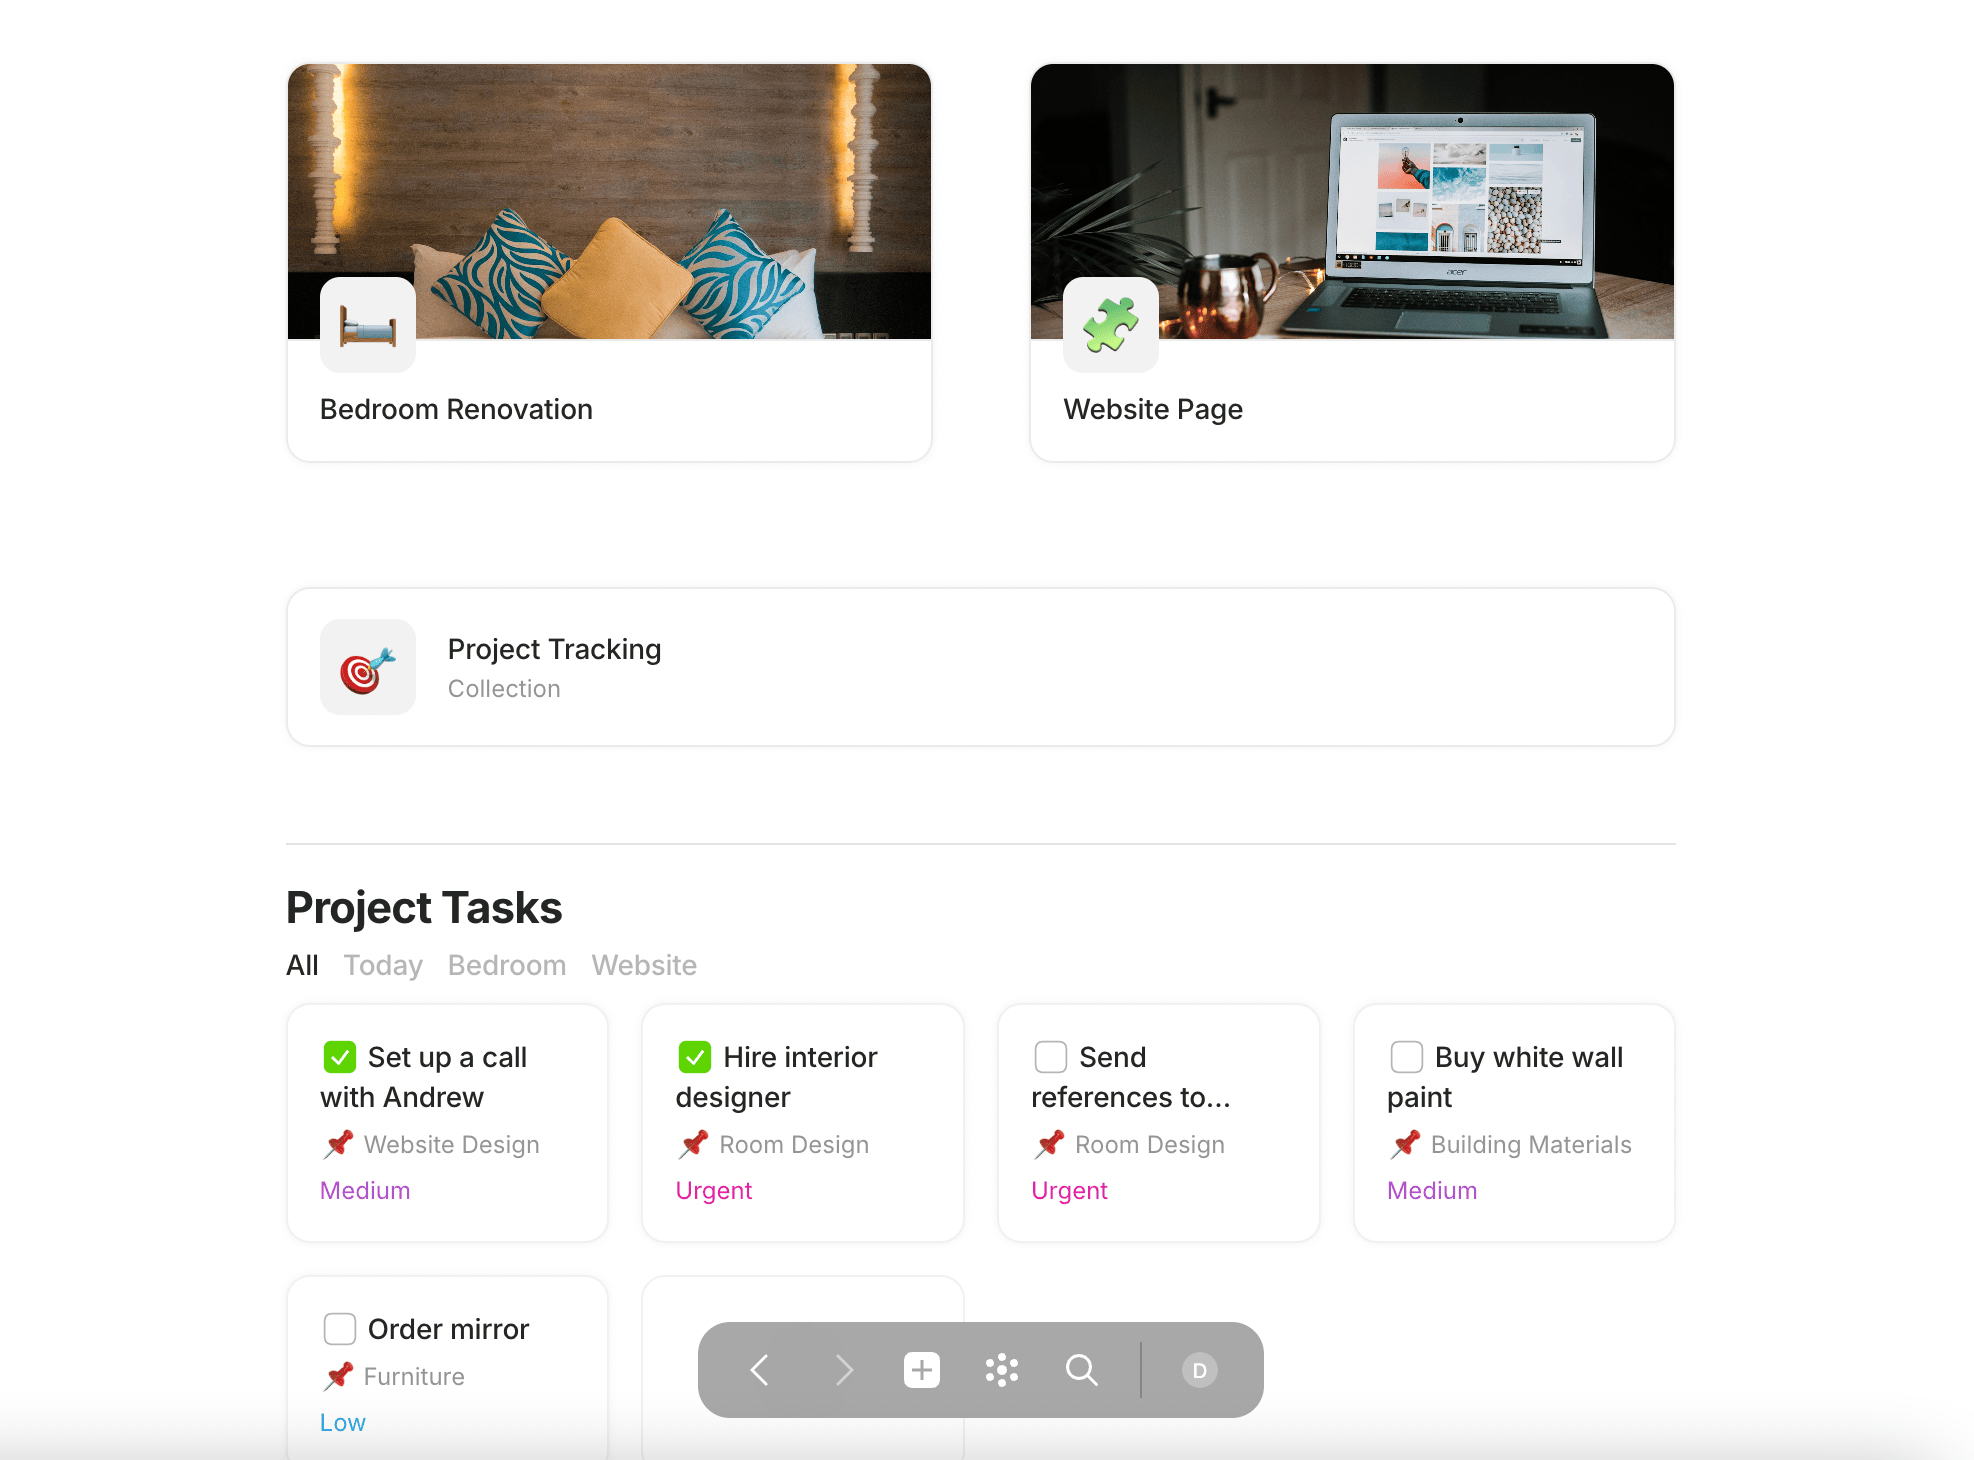 acer
Bedroom Renovation
Website Page
Project Tracking
Collection
Project Tasks
All Today Bedroom Website
Set up a call
with Andrew
📌 Website Design
Medium
Hire interior
designer
📌 Room Design
Urgent
Send
references to...
📌 Room Design
Urgent
Buy white wall
paint
📌 Building Materials
Medium
Order mirror
📌 Furniture
Low
D